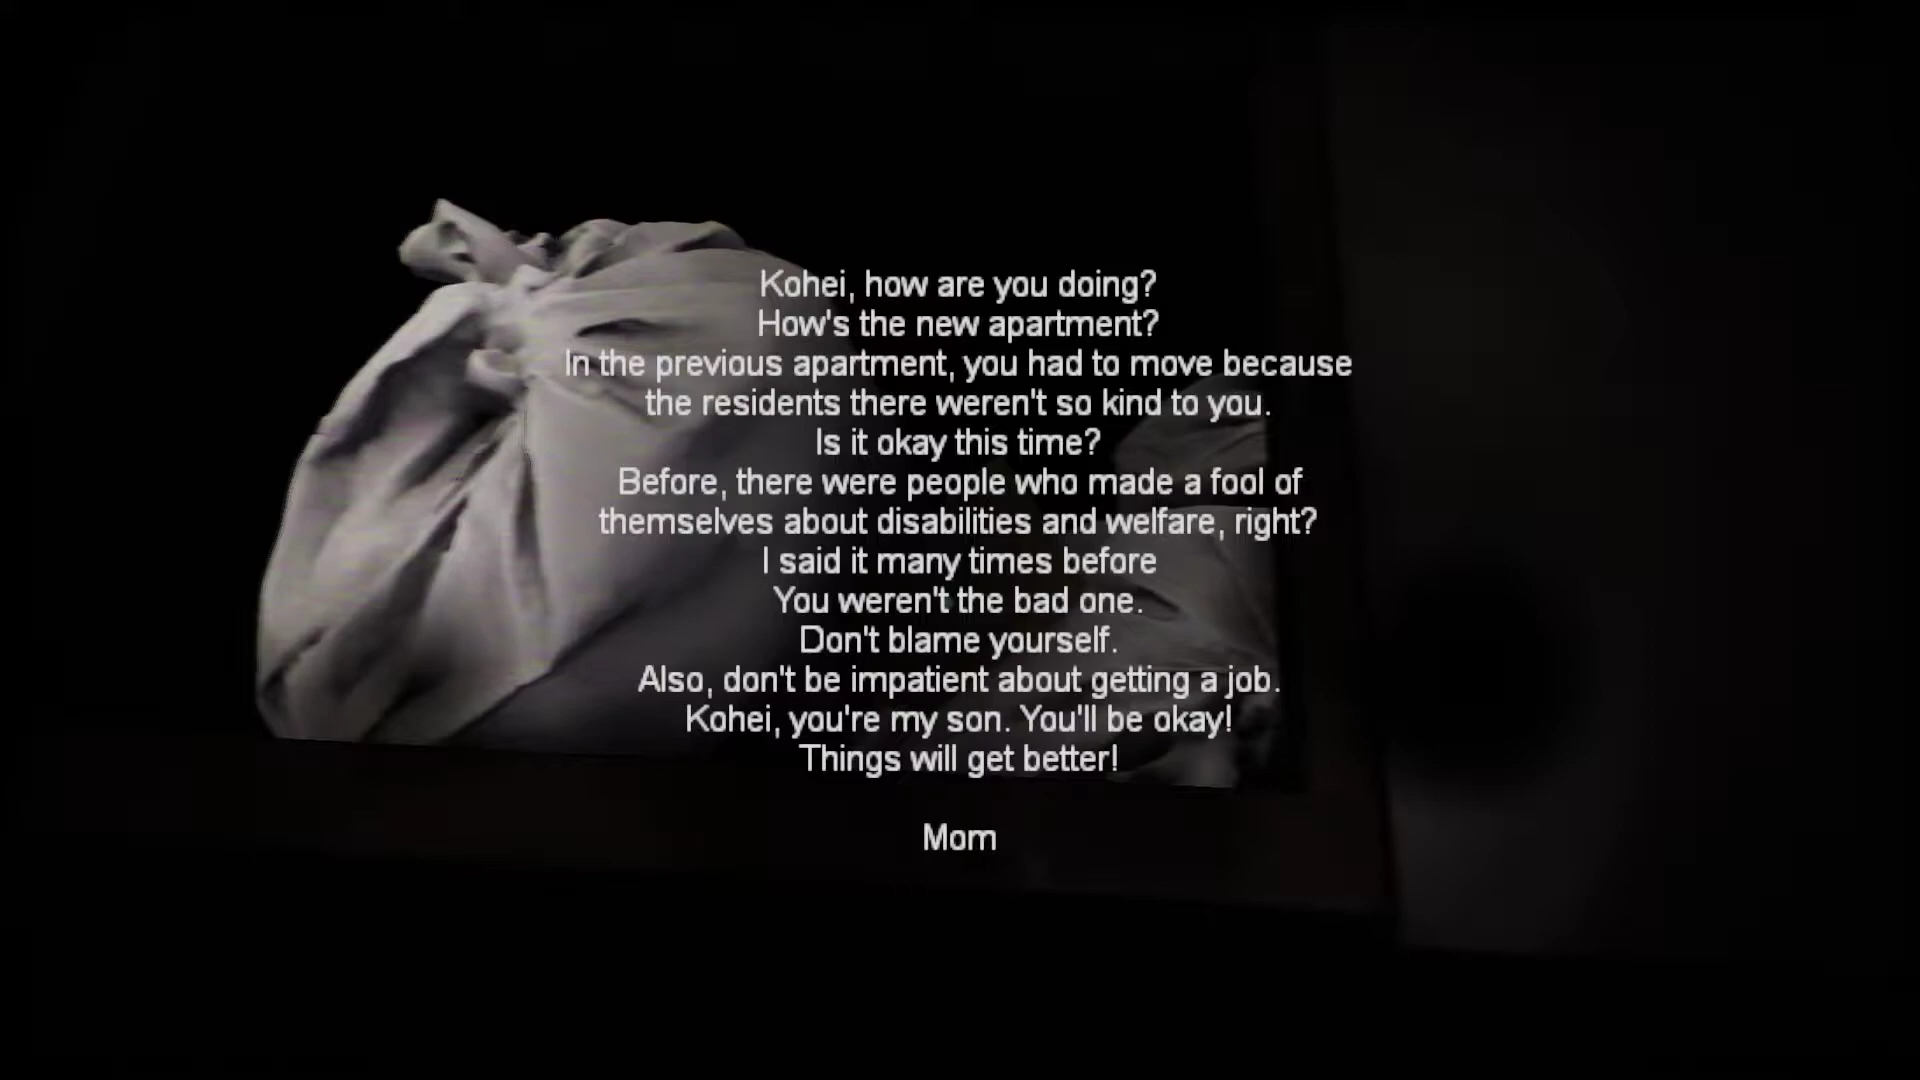 Kohei, how are you doing?
How's the new apartment?
In the previous apartment, you had to move because
the residents there weren't so kind to you.
Is it okay this time?
Before, there were people who made a fool of
themselves about disabilities and welfare, right?
I said it many times before
You weren't the bad one.
Don't blame yourself.
Also, don't be impatient about getting a job.
Kohei, you're my son. You'll be okay!
Things will get better!
Mom